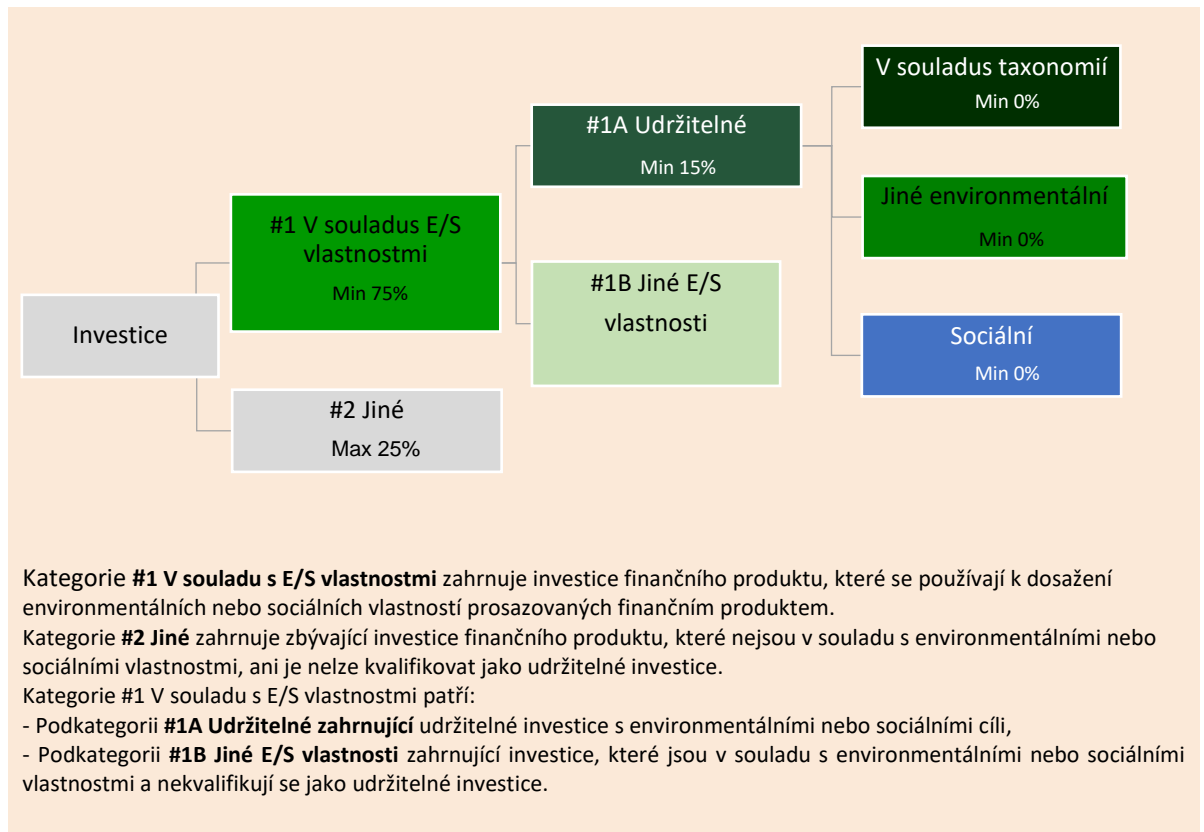 V souladus taxonomií
Min 0%
#1A Udržitelné
Min 15%
Jiné environmentální
Min 0%
#1 V souladus E/S
vlastnostmi
Min 75%
#1B Jiné E/S
vlastnosti
Investice
Sociální
Min 0%
#2 Jiné
Max 25%
Kategorie #1 V souladu s E/S vlastnostmi zahrnuje investice finančního produktu, které se používají k dosažení
environmentálních nebo sociálních vlastností prosazovaných finančním produktem.
Kategorie #2 Jiné zahrnuje zbývající investice finančního produktu, které nejsou v souladu s environmentálními nebo
sociálními vlastnostmi, ani je nelze kvalifikovat jako udržitelné investice.
Kategorie #1 V souladu s E/S vlastnostmi patří:
- Podkategorii #1A Udržitelné zahrnující udržitelné investice s environmentálními nebo sociálními cíli,
- Podkategorii #1B Jiné E/S vlastnosti zahrnující investice, které jsou v souladu s environmentálními nebo sociálními
vlastnostmi a nekvalifikují se jako udržitelné investice.